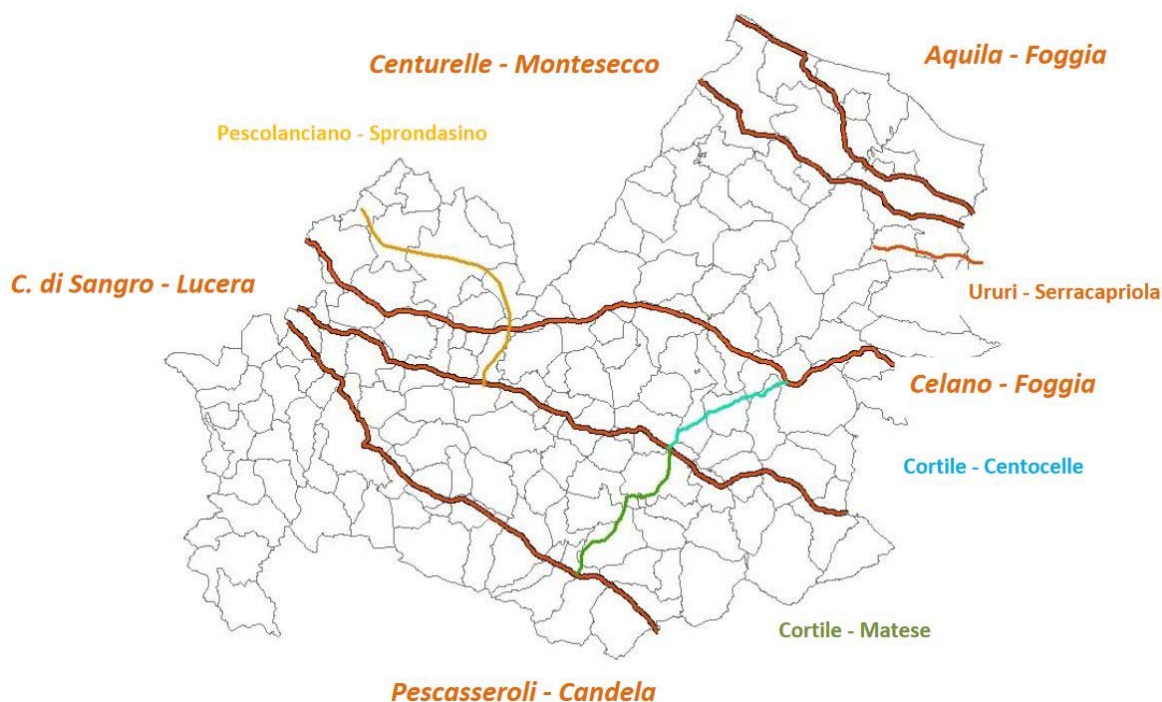 Aquila - Foggia
Centurelle - Montesecco
Pescolanciano - Sprondasino
C. di Sangro - Lucera
Ururi - Serracapriola
Celano - Foggia
Cortile - Centocelle
Cortile - Matese
Pescasseroli - Candela